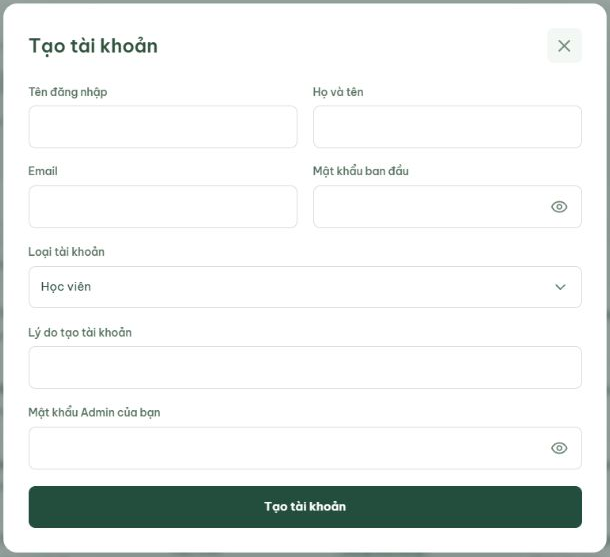 Tạo tài khoản
Tên đăng nhập
Họ và tên
Email
Mật khẩu ban đầu
Loại tài khoản
Học viên
Lý do tạo tài khoản
Mật khẩu Admin của bạn
Tạo tài khoản